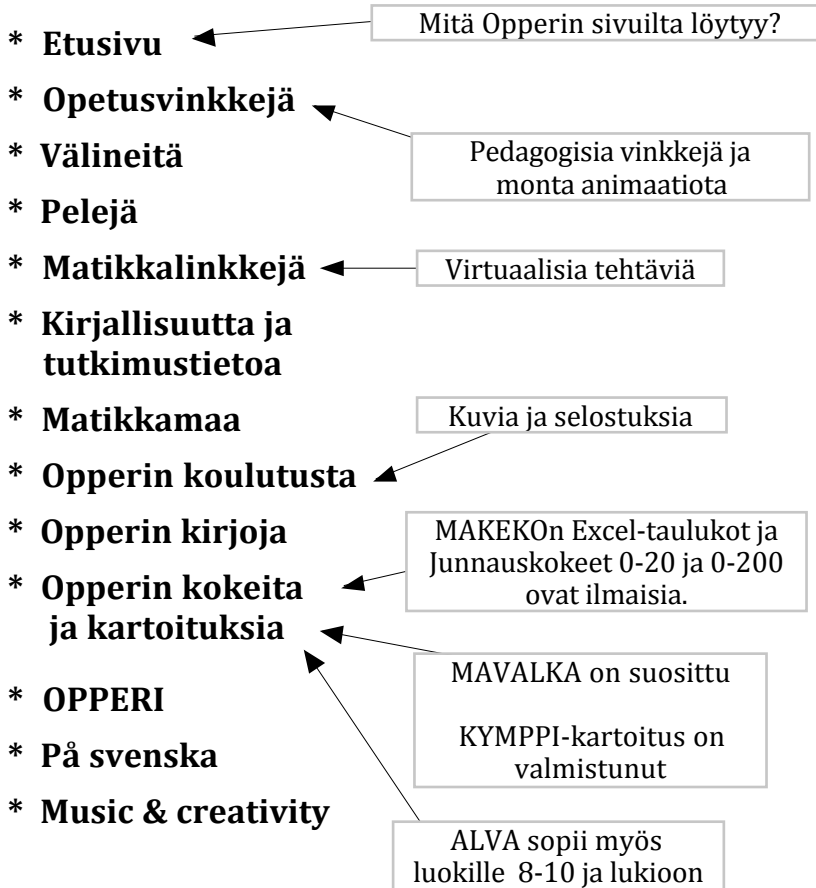 Mitä Opperin sivuilta löytyy?
* Etusivu
* Opetusvinkkejä
* Välineitä
Pedagogisia vinkkejä ja
monta animaatiota
* Pelejä
* Matikkalinkkejä
Virtuaalisia tehtäviä
* Kirjallisuutta ja
tutkimustietoa
* Matikkamaa
Kuvia ja selostuksia
* Opperin koulutusta
* Opperin kirjoja
MAKEKOn Excel-taulukot ja
Junnauskokeet 0-20 ja 0-200
ovat ilmaisia.
* Opperin kokeita
ja kartoituksia
MAVALKA on suosittu
KYMPPI-kartoitus on
valmistunut
* OPPERI
* På svenska
* Music & creativity
ALVA sopii myös
luokille 8-10 ja lukioon